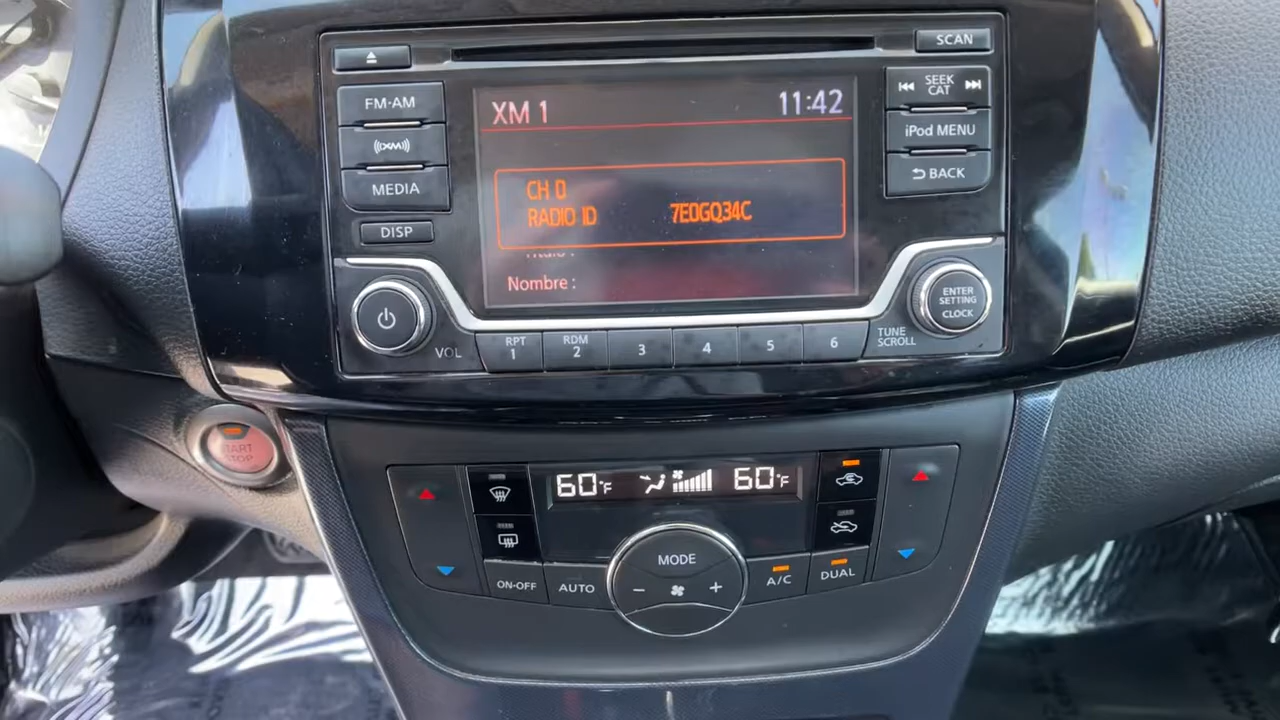 SCAN
FM·AM
XM
MEDIA
DISP
VOL
XM 1 11:42
CH 0
RADIO ID 7E0GQ34C
Nombre :
SEEK
CAT
iPod MENU
BACK
ENTER
SETTING
CLOCK
TUNE
SCROLL
RPT
1
RDM
2
3
4
5
6
START
STOP
60°F 60°F
MODE
ON-OFF
AUTO
- +
A/C
DUAL